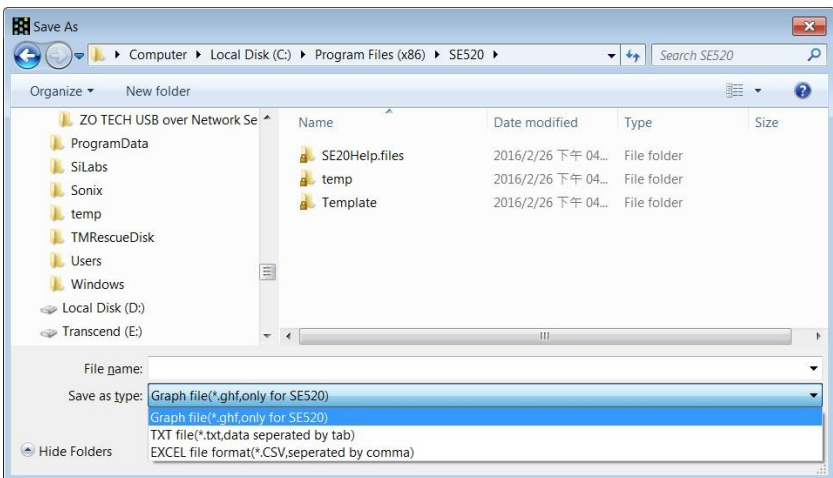 Save As
Computer Local Disk (C:) Program Files (x86) SE520 Search SE520
Organize New folder
ZO TECH USB over Network Se
ProgramData
SiLabs
Sonix
temp
TMRescueDisk
Users
Windows
Local Disk (D:)
Transcend (E:)
Name Date modified Type Size
SE20Help.files 2016/2/26 下午 04... File folder
temp 2016/2/26 下午 04... File folder
Template 2016/2/26 下午 04... File folder
File name:
Save as type: Graph file(*.ghf,only for SE520)
Graph file(*.ghf,only for SE520)
TXT file(*.txt,data seperated by tab)
EXCEL file format(*.CSV,seperated by comma)
Hide Folders